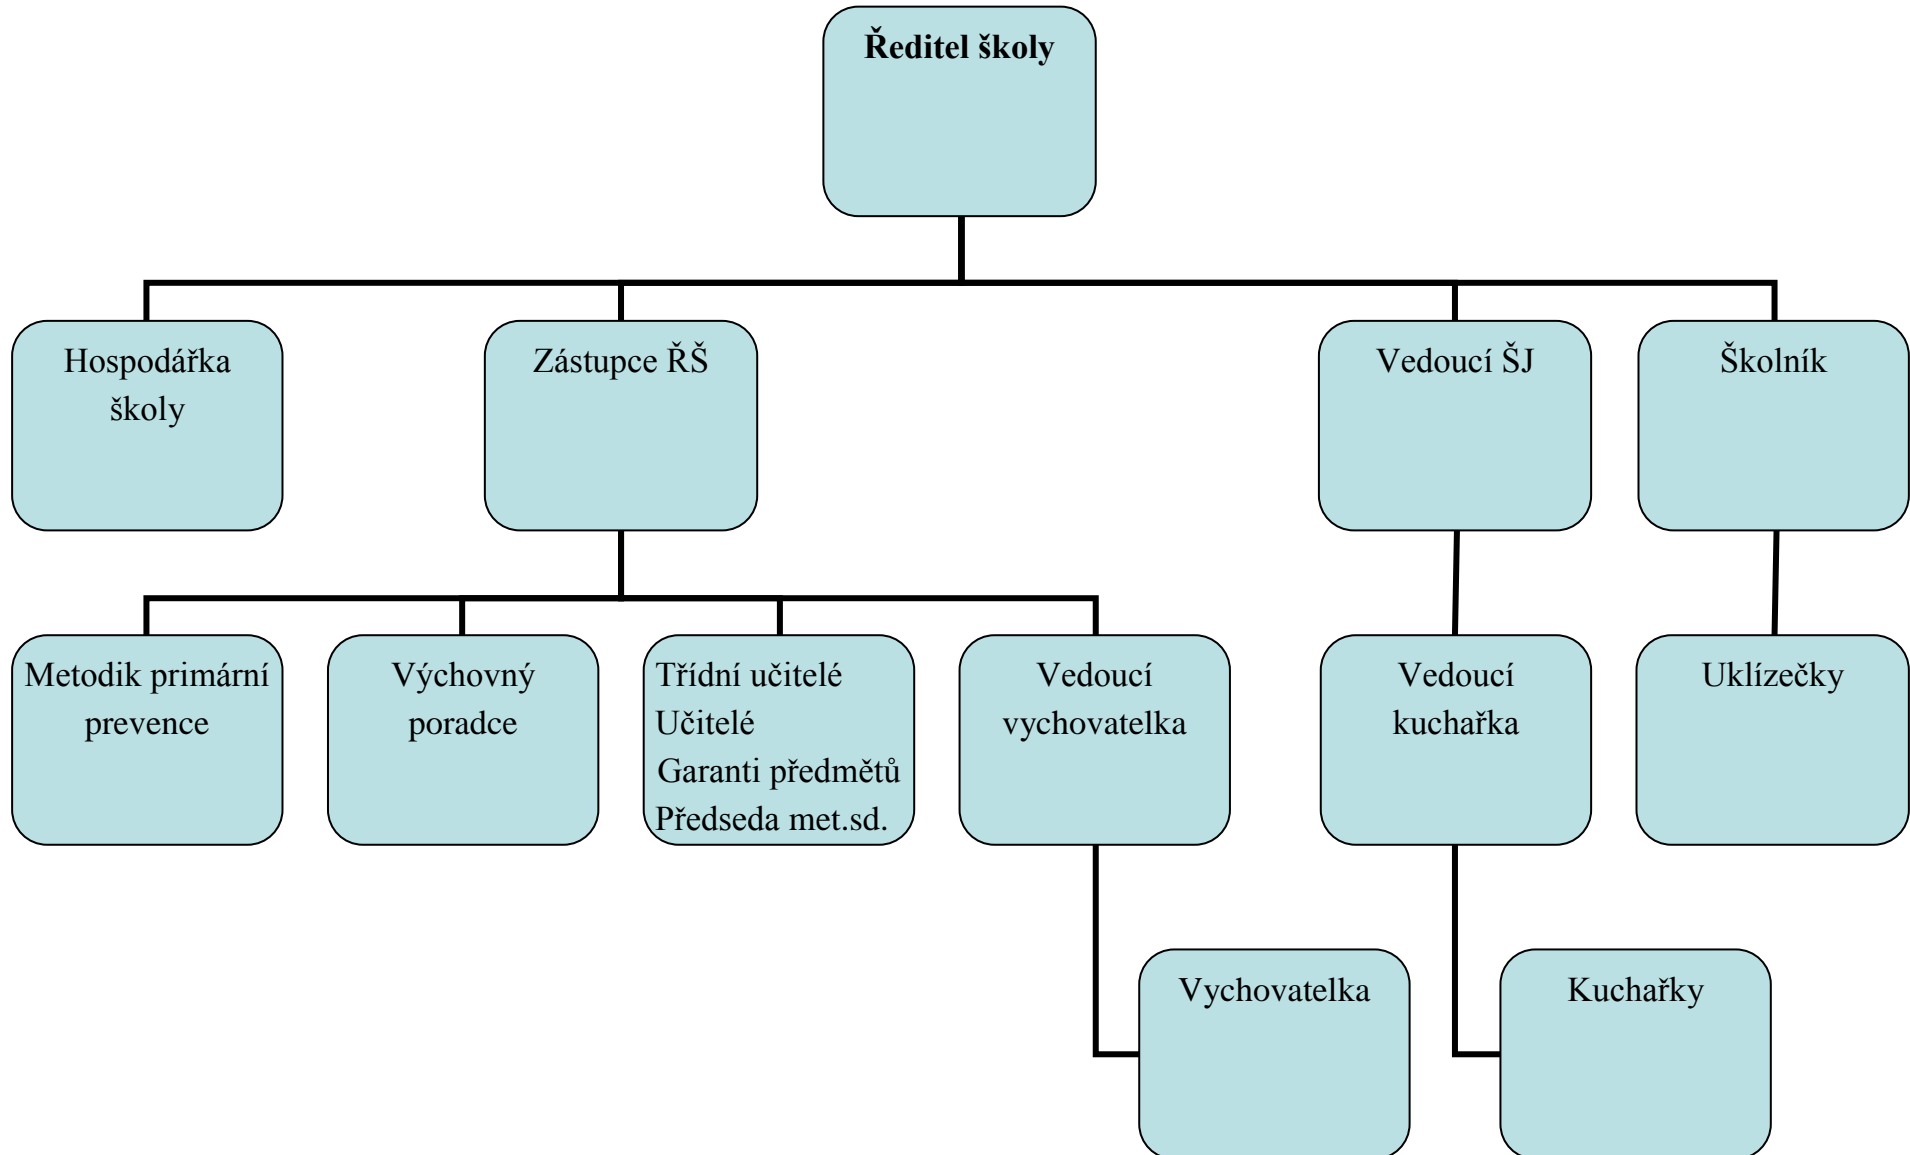 Ředitel školy
Hospodářka
školy
Zástupce ŘŠ
Vedoucí ŠJ
Školník
Metodik primární
prevence
Výchovný
poradce
Třídní učitelé
Učitelé
Garanti předmětů
Předseda met.sd.
Vedoucí
vychovatelka
Vedoucí
kuchařka
Uklízečky
Vychovatelka
Kuchařky